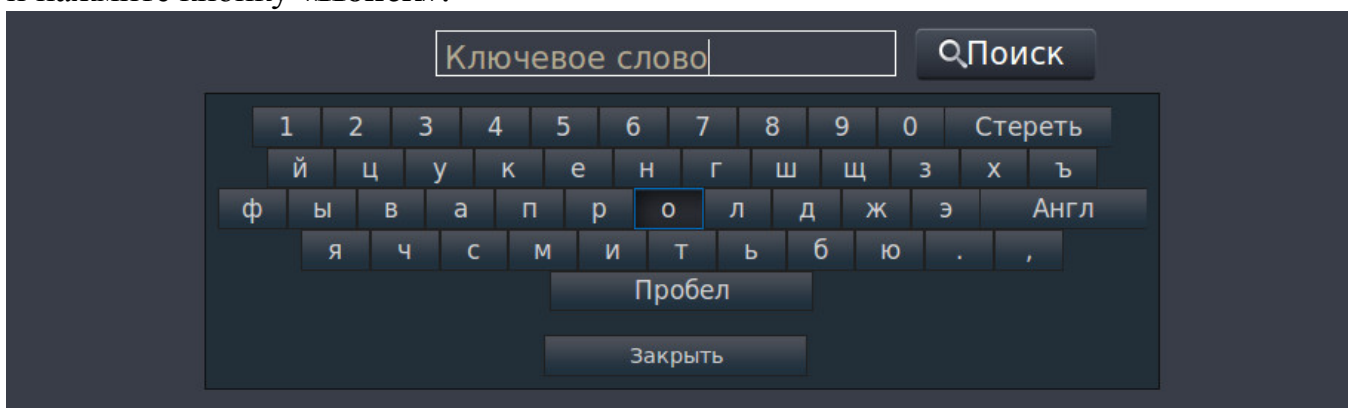 Ключевое слово Поиск
1 2 3 4 5 6 7 8 9 0 Стереть
й ц у к е н г ш щ з х ъ
ф ы в а п р о л д ж э Англ
я ч с м и т ь б ю . ,
Пробел
Закрыть